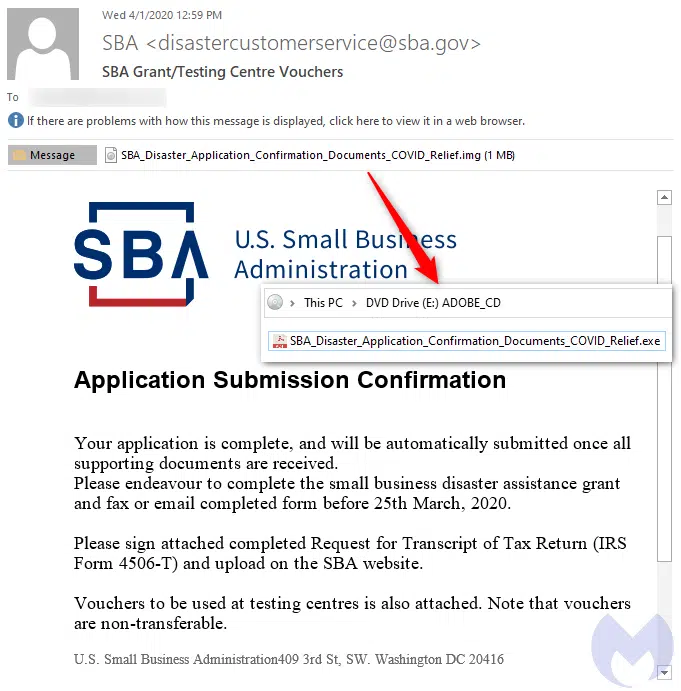 Wed 4/1/2020 12:59 PM
SBA <disastercustomerservice@sba.gov>
SBA Grant/Testing Centre Vouchers
To
If there are problems with how this message is displayed, click here to view it in a web browser.
Message
SBA_Disaster_Application_Confirmation_Documents_COVID_Relief.img (1 MB)
SBA
U.S. Small Business
Administration
This PC > DVD Drive (E:) ADOBE_CD
SBA_Disaster_Application_Confirmation_Documents_COVID_Relief.exe
Application Submission Confirmation
Your application is complete, and will be automatically submitted once all
supporting documents are received.
Please endeavour to complete the small business disaster assistance grant
and fax or email completed form before 25th March, 2020.
Please sign attached completed Request for Transcript of Tax Return (IRS
Form 4506-T) and upload on the SBA website.
Vouchers to be used at testing centres is also attached. Note that vouchers
are non-transferable.
U.S. Small Business Administration409 3rd St, SW. Washington DC 20416